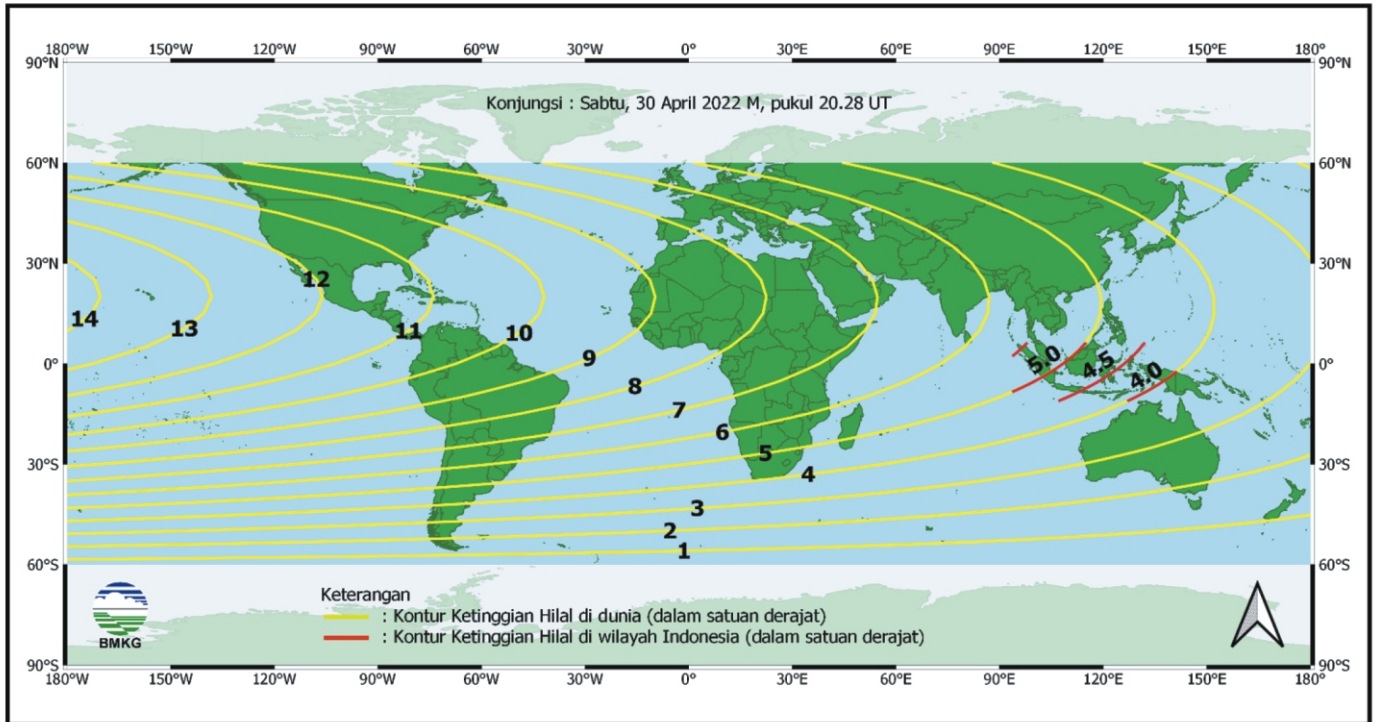 180°W 150°W 120°W 90°W 60°W 30°W 0° 30°E 60°E 90°E 120°E 150°E 180°
90°N 90°N
Konjungsi : Sabtu, 30 April 2022 M, pukul 20.28 UT
60°N 60°N
30°N 30°N
12
14 13 11 10
9
0° 0°
5.0 4.5 4.0
8
7
6
5
30°S 30°S
4
3
2
1
60°S 60°S
Keterangan
: Kontur Ketinggian Hilal di dunia (dalam satuan derajat)
: Kontur Ketinggian Hilal di wilayah Indonesia (dalam satuan derajat)
BMKG
90°S 90°S
180°W 150°W 120°W 90°W 60°W 30°W 0° 30°E 60°E 90°E 120°E 150°E 180°